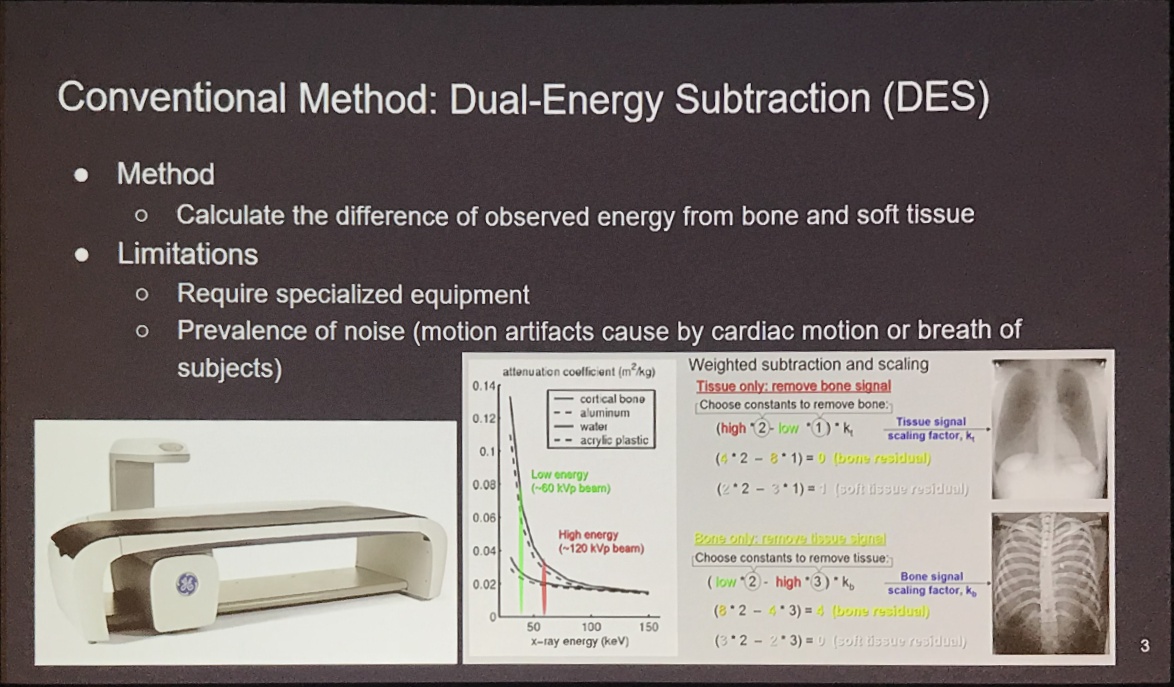 Conventional Method: Dual-Energy Subtraction (DES)
● Method
○ Calculate the difference of observed energy from bone and soft tissue
● Limitations
○ Require specialized equipment
○ Prevalence of noise (motion artifacts cause by cardiac motion or breath of
subjects)
GE
attenuation coefficient (m²/kg)
0.14
0.12
0.1
0.08
0.06
0.04
0.02
0
cortical bone
aluminum
water
acrylic plastic
Low energy
(~60 kVp beam)
High energy
(~120 kVp beam)
50 100 150
x-ray energy (keV)
Weighted subtraction and scaling
Tissue only: remove bone signal
Choose constants to remove bone:
(high * 2 - low * 1) * kt
Tissue signal
scaling factor, kt
(4 * 2 - 8 * 1) = 0 (bone residual)
(2 * 2 - 3 * 1) = 1 (soft tissue residual)
Bone only: remove tissue signal
Choose constants to remove tissue:
( low * 2 - high * 3) * kb
Bone signal
scaling factor, kb
(8 * 2 - 4 * 3) = 4 (bone residual)
(3 * 2 - 2 * 3) = 0 (soft tissue residual)
3